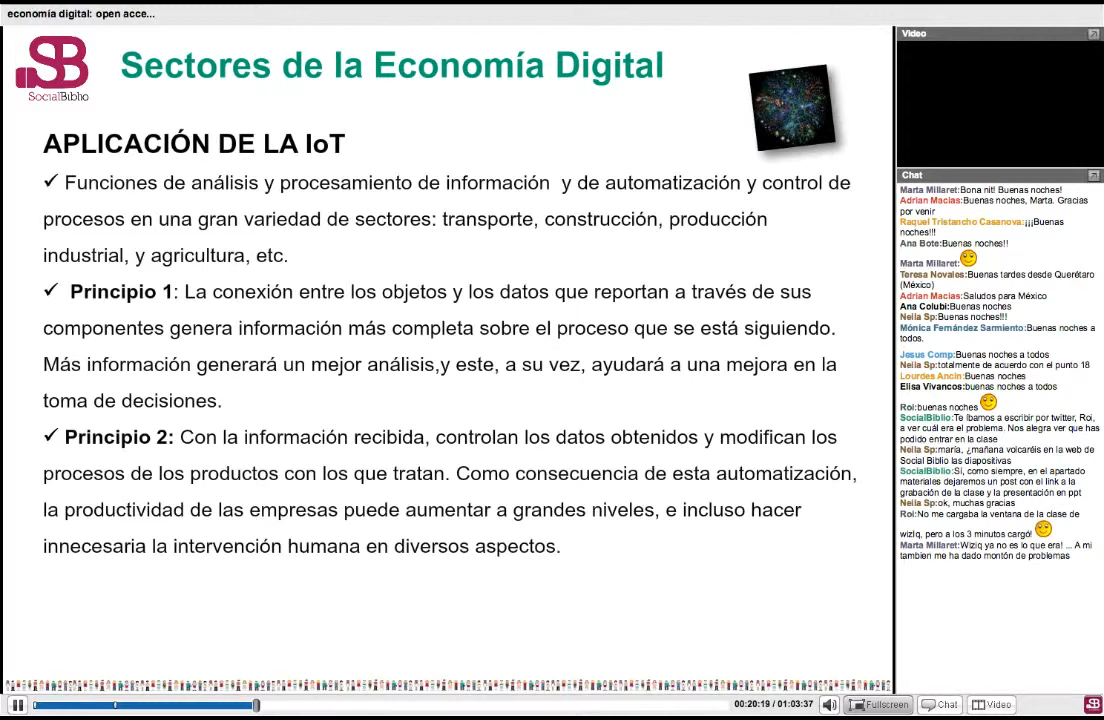 economía digital: open acce...
SB
SocialBiblio
Sectores de la Economía Digital
APLICACIÓN DE LA IoT
✓ Funciones de análisis y procesamiento de información y de automatización y control de
procesos en una gran variedad de sectores: transporte, construcción, producción
industrial, y agricultura, etc.
✓ Principio 1: La conexión entre los objetos y los datos que reportan a través de sus
componentes genera información más completa sobre el proceso que se está siguiendo.
Más información generará un mejor análisis,y este, a su vez, ayudará a una mejora en la
toma de decisiones.
✓ Principio 2: Con la información recibida, controlan los datos obtenidos y modifican los
procesos de los productos con los que tratan. Como consecuencia de esta automatización,
la productividad de las empresas puede aumentar a grandes niveles, e incluso hacer
innecesaria la intervención humana en diversos aspectos.
Video
Chat
Marta Millaret:Bona nit! Buenas noches!
Adrian Macias:Buenas noches, Marta. Gracias
por venir
Raquel Tristancho Casanova:¡¡¡Buenas
noches!!!
Ana Bote:Buenas noches!!
Marta Millaret:
Teresa Novales:Buenas tardes desde Querétaro
(México)
Adrian Macias:Saludos para México
Ana Colubi:Buenas noches
Neila Sp:Buenas noches!!!
Mónica Fernández Sarmiento:Buenas noches a
todos.
Jesus Comp:Buenas noches a todos
Neila Sp:totalmente de acuerdo con el punto 18
Lourdes Ancin:Buenas noches
Elisa Vivancos:buenas noches a todos
Roi:buenas noches
SocialBiblio:Te íbamos a escribir por twitter, Roi,
a ver cuál era el problema. Nos alegra ver que has
podido entrar en la clase
Neila Sp:maría, ¿mañana volcaréis en la web de
Social Biblio las diapositivas
SocialBiblio:Sí, como siempre, en el apartado
materiales dejaremos un post con el link a la
grabación de la clase y la presentación en ppt
Neila Sp:ok, muchas gracias
Roi:No me cargaba la ventana de la clase de
wiziq, pero a los 3 minutos cargó!
Marta Millaret:Wiziq ya no es lo que era! ... A mi
tambien me ha dado montón de problemas
00:20:19 / 01:03:37
Fullscreen
Chat
Video
SB